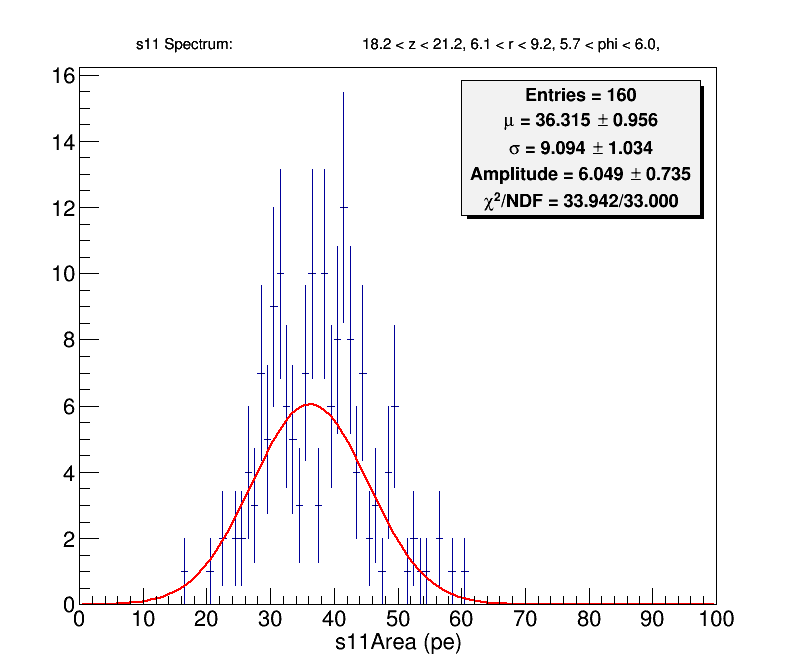 s11 Spectrum: 18.2 < z < 21.2, 6.1 < r < 9.2, 5.7 < phi < 6.0,
Entries = 160
μ = 36.315 ± 0.956
σ = 9.094 ± 1.034
Amplitude = 6.049 ± 0.735
χ²/NDF = 33.942/33.000
16
14
12
10
8
6
4
2
0
0 10 20 30 40 50 60 70 80 90 100
s11Area (pe)